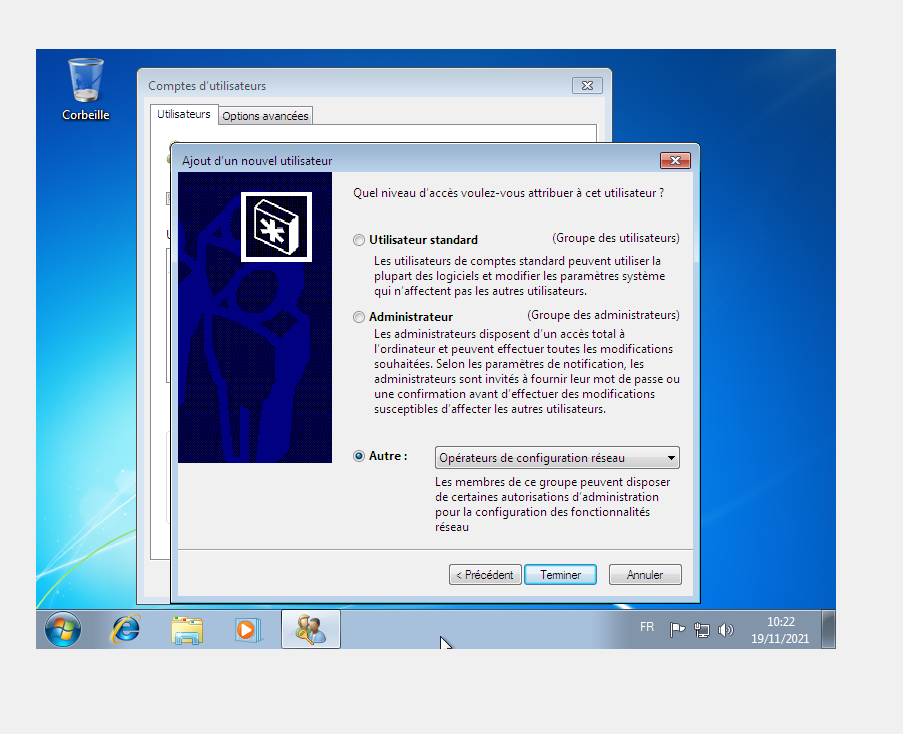 Corbeille
Comptes d'utilisateurs
Utilisateurs
Options avancées
Ajout d'un nouvel utilisateur
Quel niveau d'accès voulez-vous attribuer à cet utilisateur ?
Utilisateur standard (Groupe des utilisateurs)
Les utilisateurs de comptes standard peuvent utiliser la
plupart des logiciels et modifier les paramètres système
qui n'affectent pas les autres utilisateurs.
Administrateur (Groupe des administrateurs)
Les administrateurs disposent d'un accès total à
l'ordinateur et peuvent effectuer toutes les modifications
souhaitées. Selon les paramètres de notification, les
administrateurs sont invités à fournir leur mot de passe ou
une confirmation avant d'effectuer des modifications
susceptibles d'affecter les autres utilisateurs.
Autre : Opérateurs de configuration réseau
Les membres de ce groupe peuvent disposer
de certaines autorisations d'administration
pour la configuration des fonctionnalités
réseau
< Précédent Terminer Annuler
FR
10:22
19/11/2021